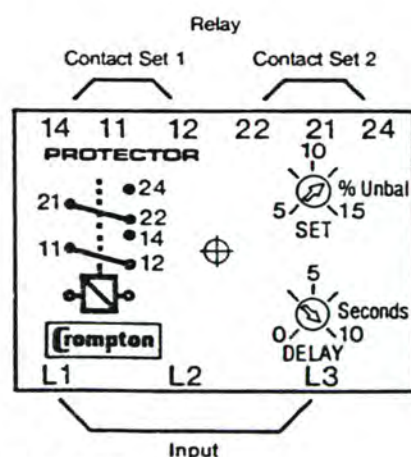 Relay
Contact Set 1 Contact Set 2
14 11 12 22 21 24
PROTECTOR
10
% Unbal
5 15
SET
24
21
22
14
11
12
5
Seconds
0 10
DELAY
Crompton
L1 L2 L3
Input